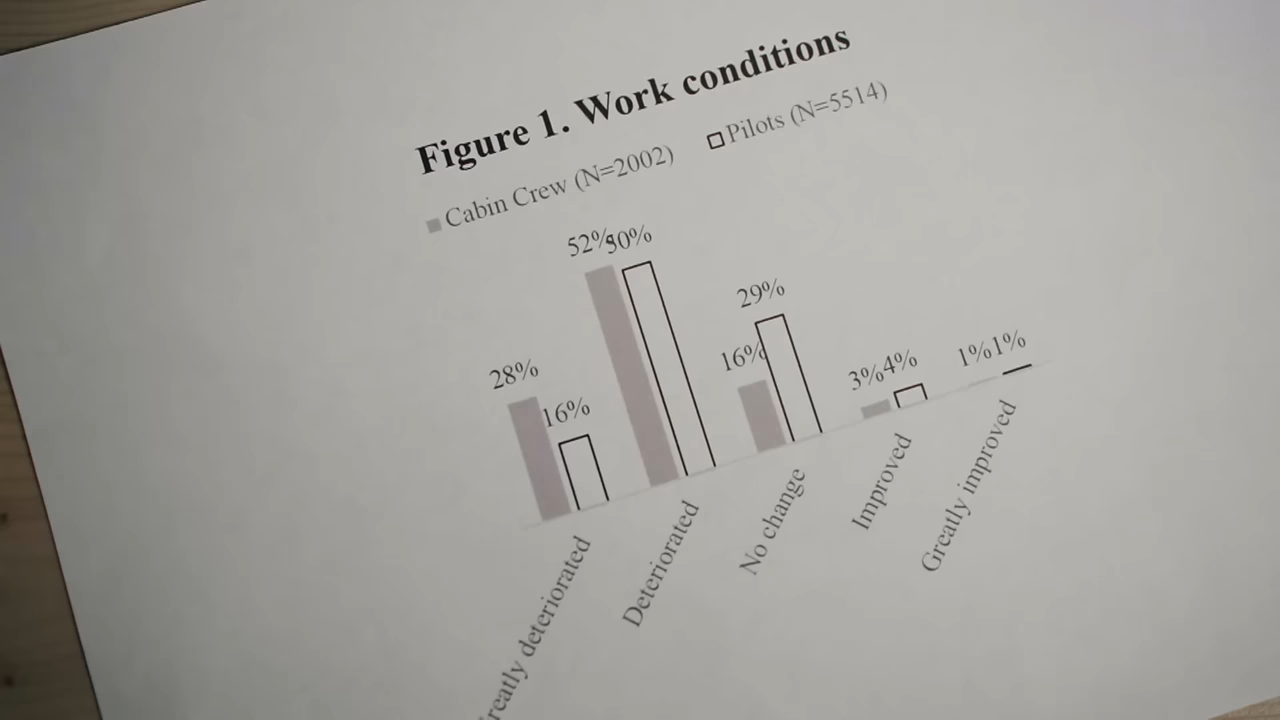 Figure 1. Work conditions
Cabin Crew (N=2002) Pilots (N=5514)
28% 16%
52% 50%
16% 29%
3% 4%
1% 1%
deteriorated
Deteriorated
No change
Improved
Greatly improved